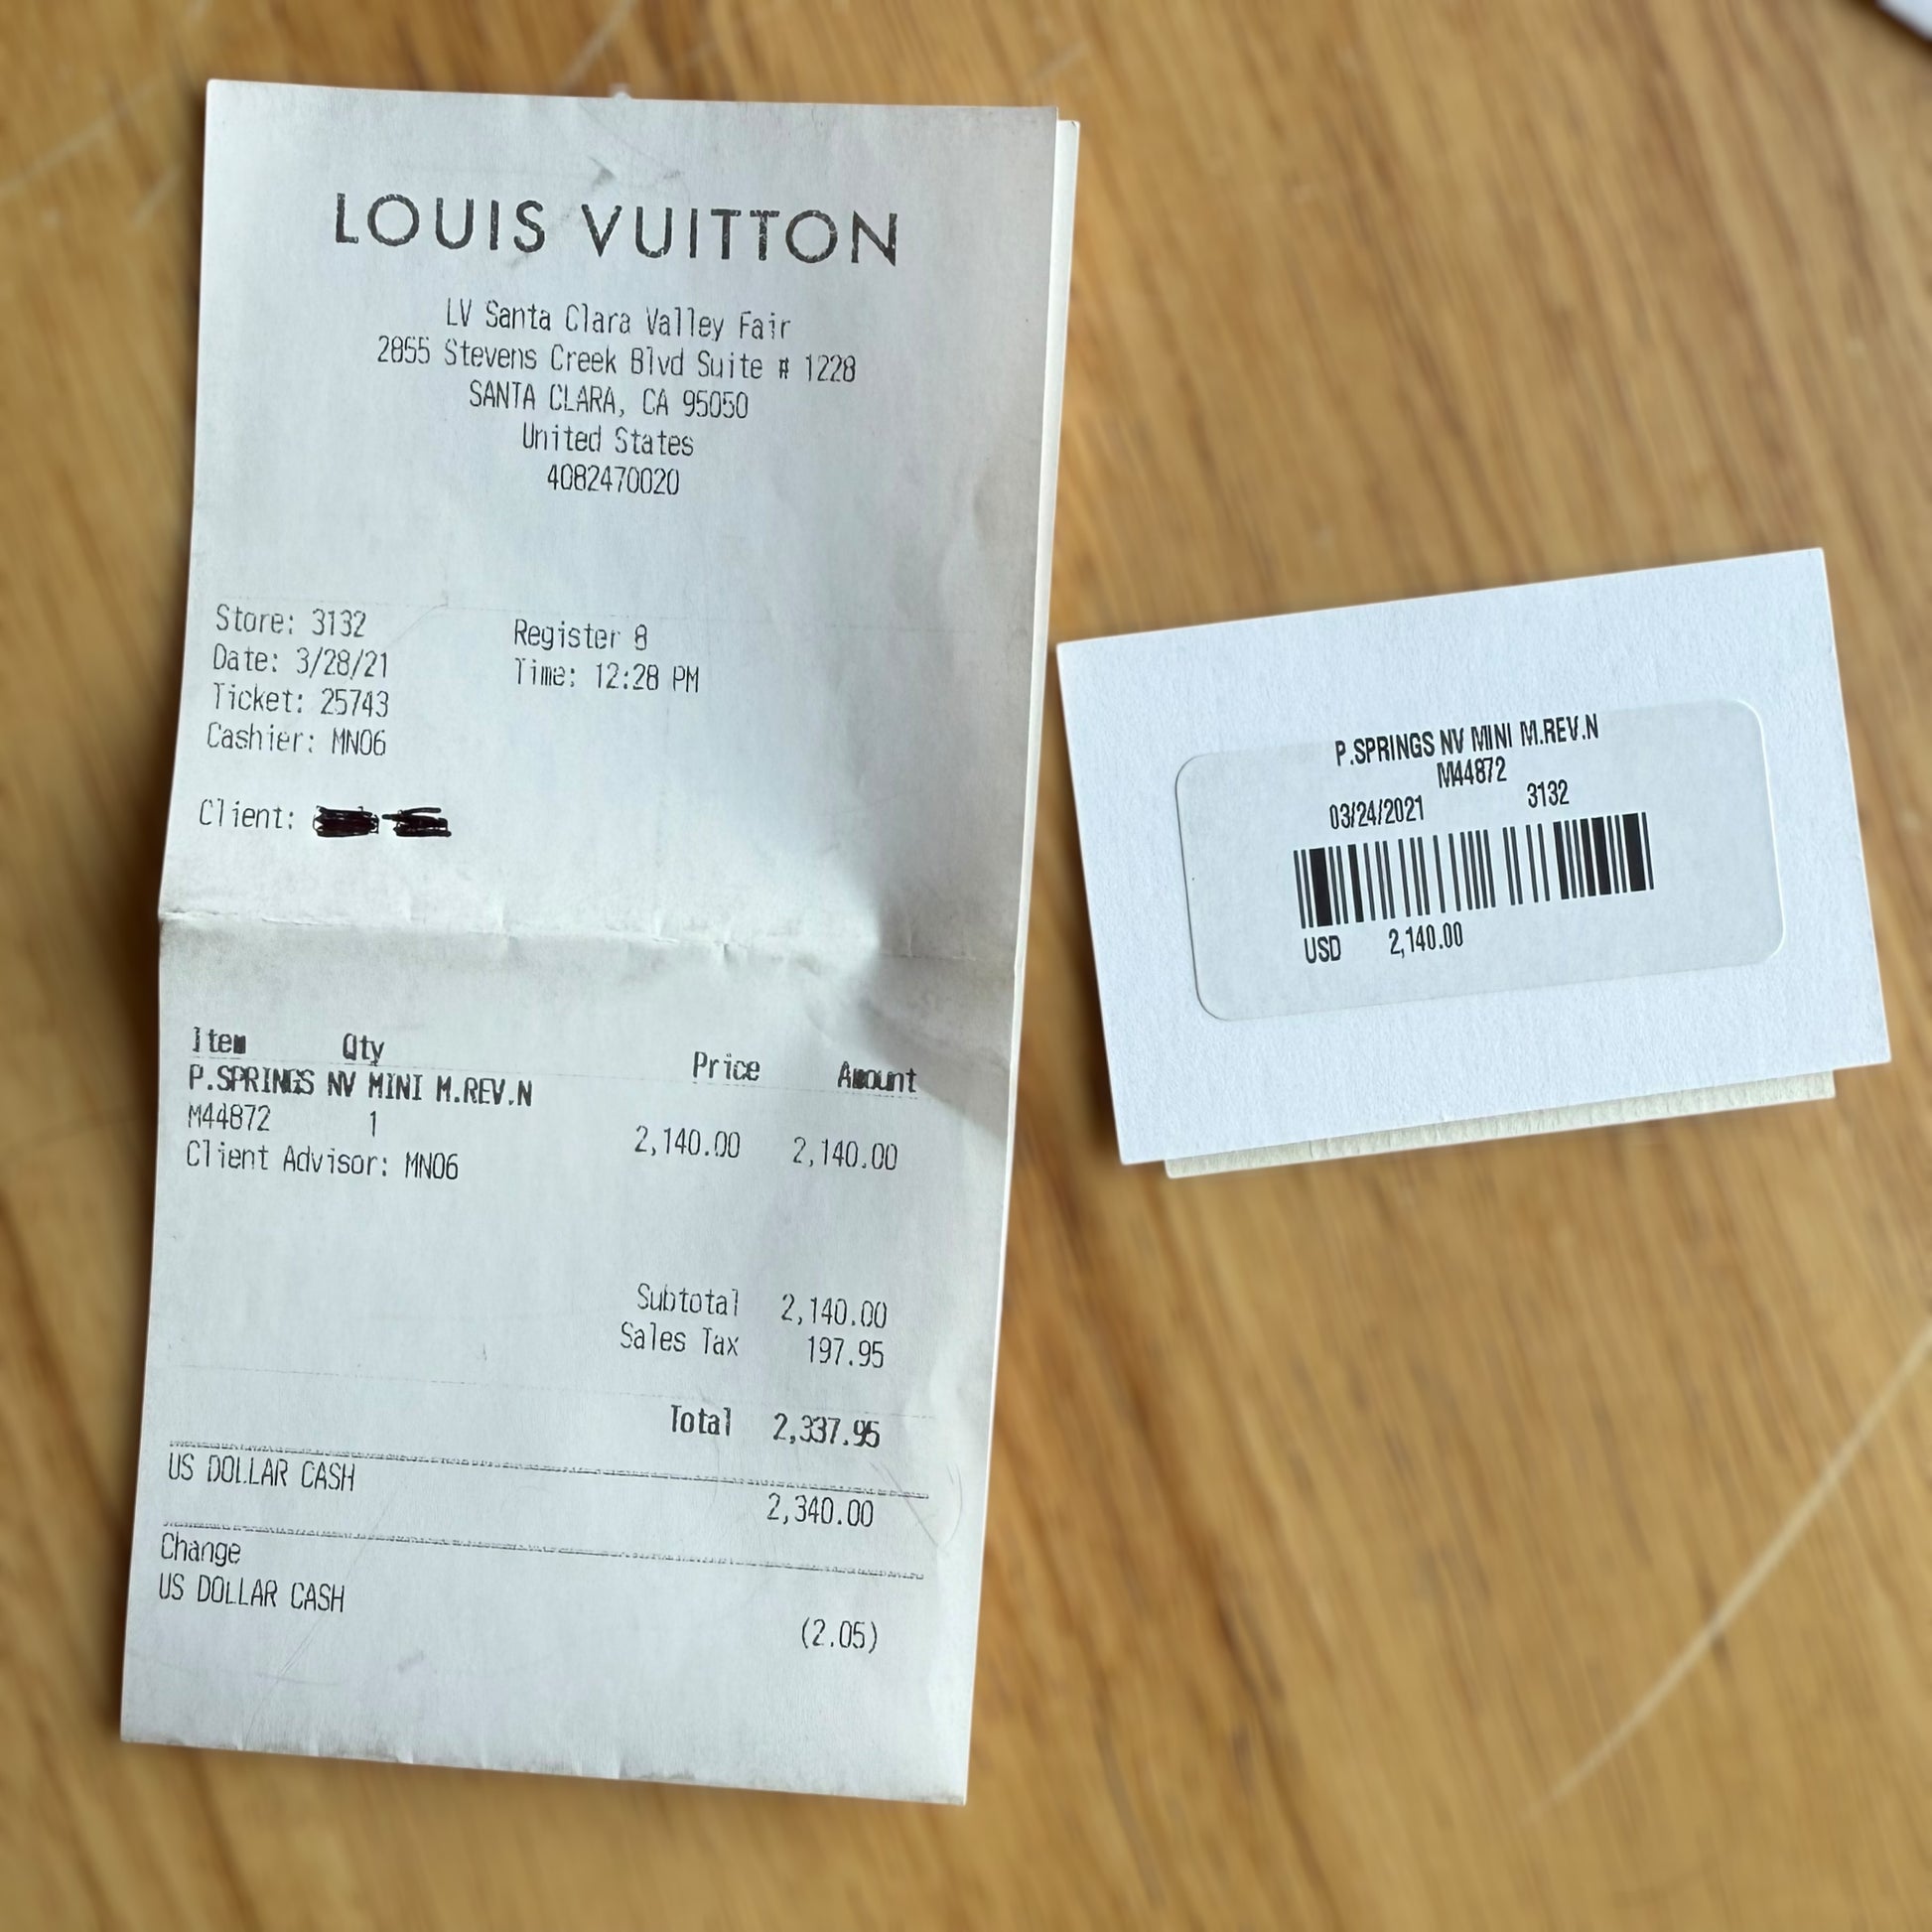 LOUIS VUITTON
LV Santa Clara Valley Fair
2855 Stevens Creek Blvd Suite # 1228
SANTA CLARA, CA 95050
United States
4082470020
Store: 3132 Register 8
Date: 3/28/21 Time: 12:28 PM
Ticket: 25743
Cashier: MN06
Client:
Item Qty Price Amount
P.SPRINGS NV MINI M.REV.N
M44872 1 2,140.00 2,140.00
Client Advisor: MN06
Subtotal 2,140.00
Sales Tax 197.95
Total 2,337.95
US DOLLAR CASH 2,340.00
Change
US DOLLAR CASH (2.05)
P.SPRINGS NV MINI M.REV.N
M44872
03/24/2021 3132
USD 2,140.00